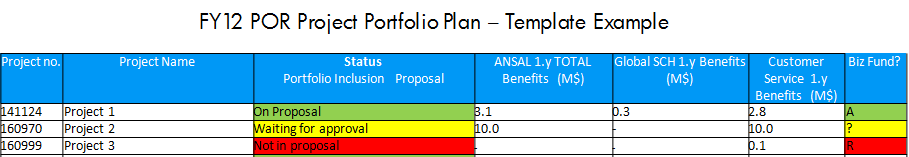 FY12 POR Project Portfolio Plan – Template Example
Project no. Project Name Status ANSAL 1.y TOTAL Global SCH 1.y Benefits Customer Biz Fund?
Portfolio Inclusion Proposal Benefits (M$) (M$) Service 1.y
Benefits (M$)
141124 Project 1 On Proposal 3.1 0.3 2.8 A
160970 Project 2 Waiting for approval 10.0 - 10.0 ?
160999 Project 3 Not in proposal - - 0.1 R